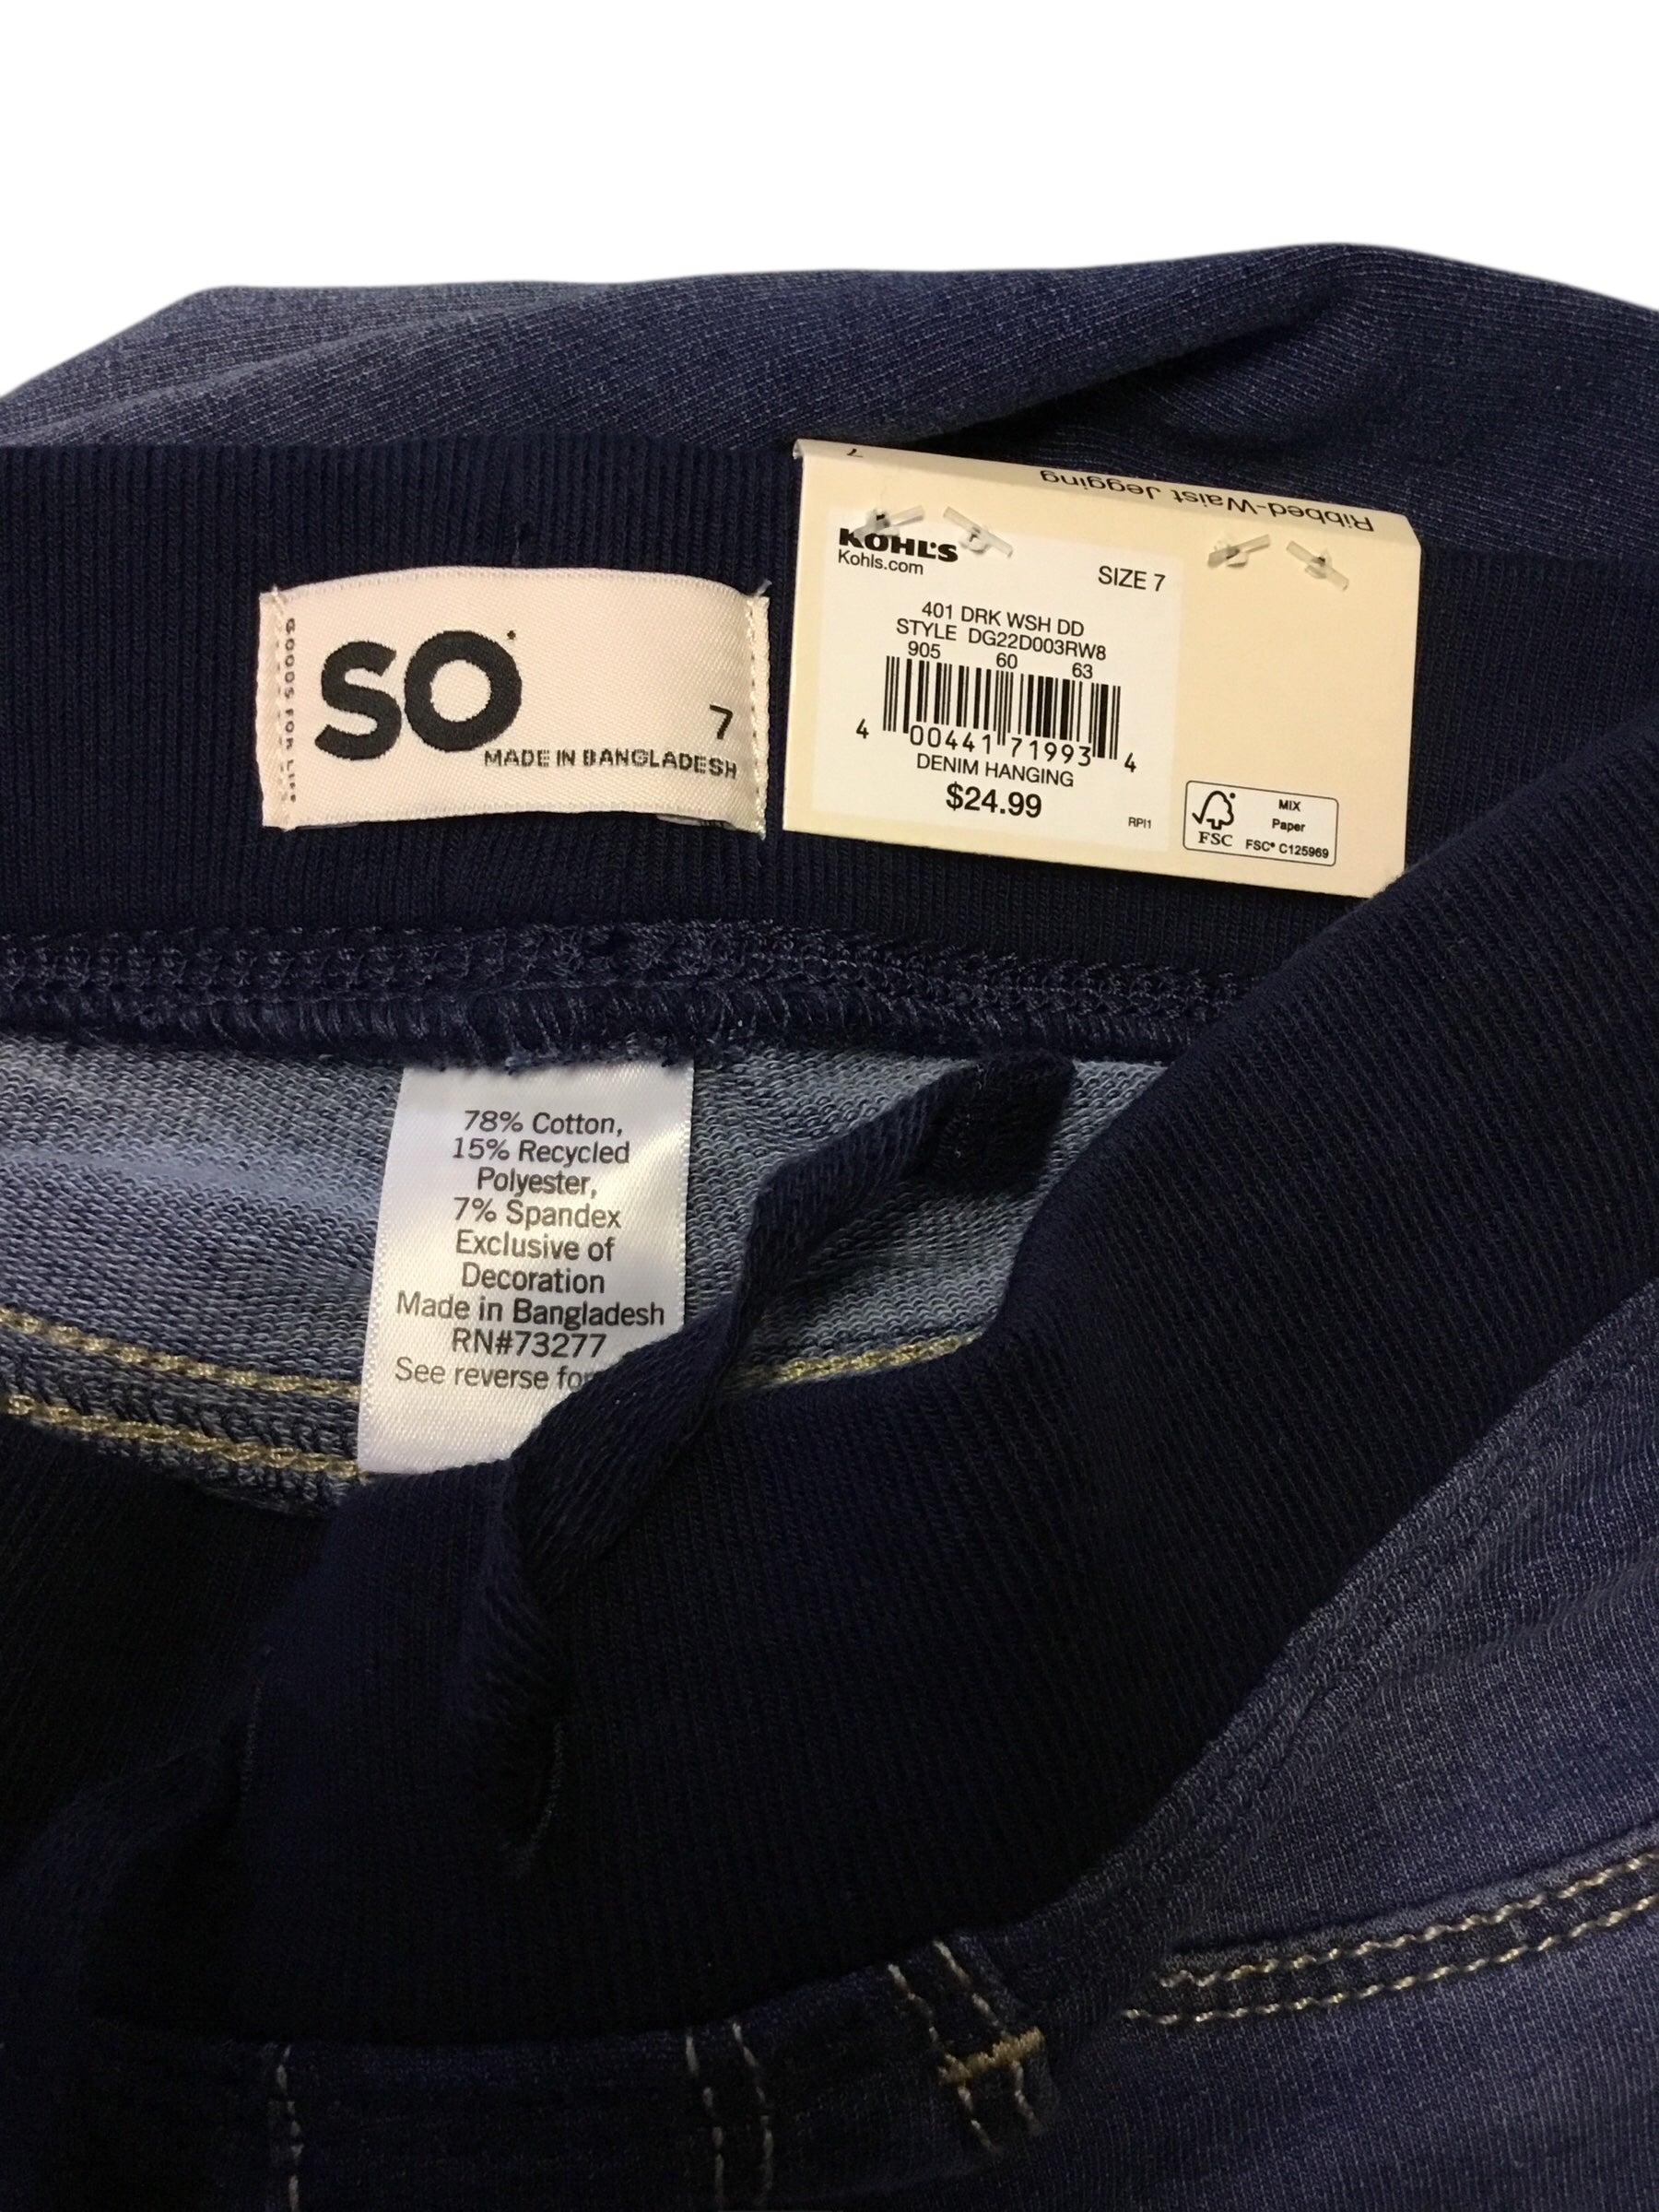 Ribbed-Waist Jegging 7
KOHL'S
Kohls.com
SIZE 7
401 DRK WSH DD
STYLE DG22D003RW8
905 60 63
4 00441 71993 4
DENIM HANGING
$24.99
RPI1
FSC
MIX
Paper
FSC® C125969
GOODS FOR LIFE
SO
7
MADE IN BANGLADESH
78% Cotton,
15% Recycled
Polyester,
7% Spandex
Exclusive of
Decoration
Made in Bangladesh
RN#73277
See reverse for